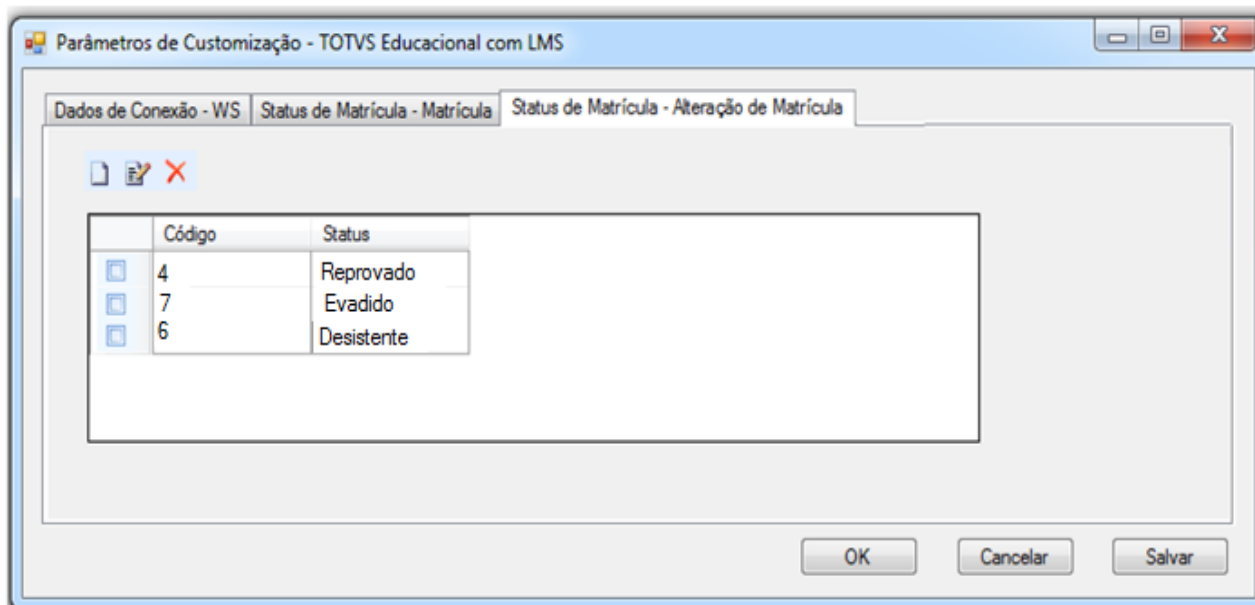 Parâmetros de Customização - TOTVS Educacional com LMS
Dados de Conexão - WS Status de Matrícula - Matrícula Status de Matrícula - Alteração de Matrícula
Código Status
4 Reprovado
7 Evadido
6 Desistente
OK Cancelar Salvar